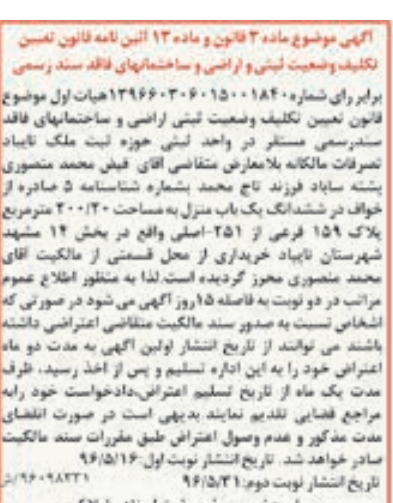 آگهی موضوع ماده ۳ قانون و ماده ۱۳ آئین نامه قانون تعیین
تکلیف وضعیت ثبتی و اراضی و ساختمانهای فاقد سند رسمی
برابر رای شماره ۱۳۹۶۶۰۳۰۶۰۱۵۰۰۱۸۴۰ هیات اول موضوع
قانون تعیین تکلیف وضعیت ثبتی اراضی و ساختمانهای فاقد
سندرسمی مستقر در واحد ثبتی حوزه ثبت ملک تایباد
تصرفات مالکانه بلامعارض متقاضی آقای فیض محمد منصوری
پشته ساباد فرزند تاج محمد بشماره شناسنامه ۵ صادره از
خواف در ششدانگ یک باب منزل به مساحت ۲۰۰/۲۰ مترمربع
پلاک ۱۵۹ فرعی از ۲۵۱-اصلی واقع در بخش ۱۴ مشهد
شهرستان تایباد خریداری از محل قسمتی از مالکیت آقای
محمد منصوری محرز گردیده است.لذا به منظور اطلاع عموم
مراتب در دو نوبت به فاصله ۱۵روز آگهی می شود در صورتی که
اشخاص نسبت به صدور سند مالکیت متقاضی اعتراضی داشته
باشند می توانند از تاریخ انتشار اولین آگهی به مدت دو ماه
اعتراض خود را به این اداره تسلیم و پس از اخذ رسید، ظرف
مدت یک ماه از تاریخ تسلیم اعتراض،دادخواست خود رابه
مراجع قضایی تقدیم نمایند بدیهی است در صورت انقضای
مدت مذکور و عدم وصول اعتراض طبق مقررات سند مالکیت
صادر خواهد شد. تاریخ انتشار نوبت اول:۹۶/۵/۱۶
تاریخ انتشار نوبت دوم:۹۶/۵/۳۱ ۹۶۰۹۸۲۳۱/ش